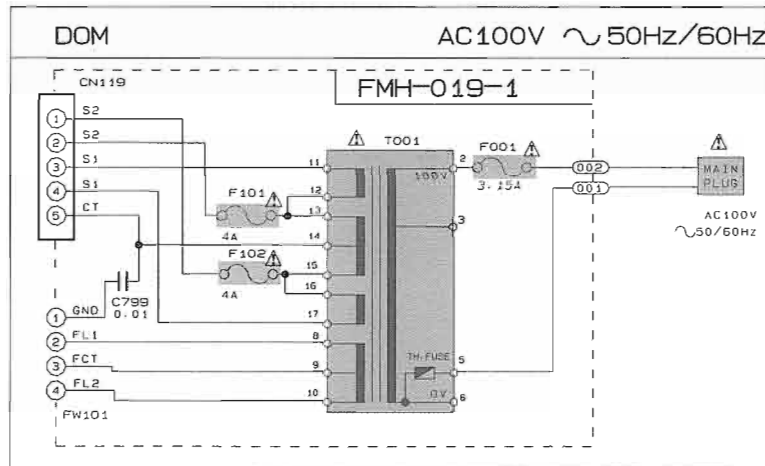 DOM
AC100V ∿ 50Hz/60Hz
CN119
FMH-019-1
1 S2
2 S2
3 S1
4 S1
5 CT
T001
11
12
13
14
15
16
17
8
9
10
2
100V
3
TH.FUSE
5
0V
6
F001
3.15A
002
001
MAIN
PLUG
AC100V
∿50/60Hz
F101
4A
F102
4A
C799
0.01
1 GND
2 FL1
3 FCT
4 FL2
FW101